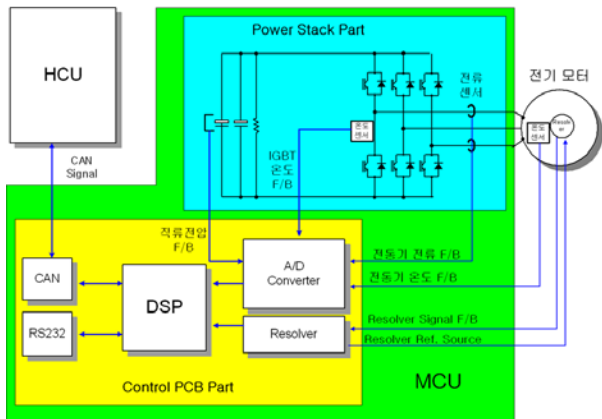 Power Stack Part
HCU
전류
센서
전기 모터
온도
센서
Resolv
er
온도
센서
CAN
Signal
IGBT
온도
F/B
직류전압
F/B
A/D
Converter
전동기 전류 F/B
전동기 온도 F/B
CAN
DSP
RS232
Resolver
Resolver Signal F/B
Resolver Ref. Source
Control PCB Part
MCU